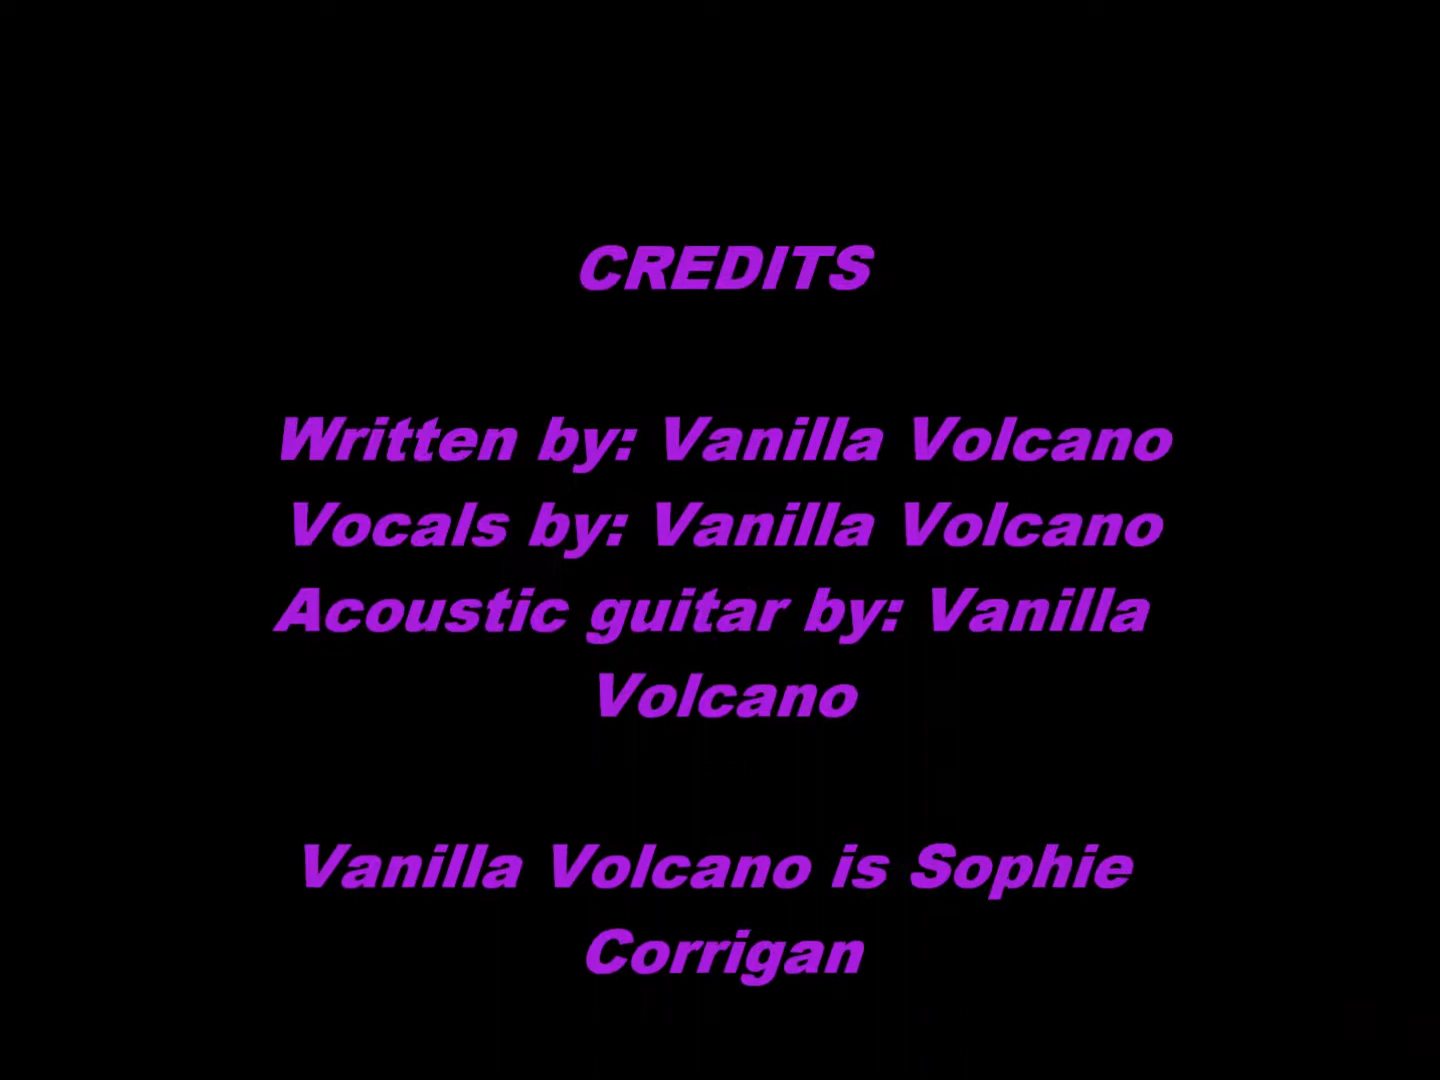 CREDITS
Written by: Vanilla Volcano
Vocals by: Vanilla Volcano
Acoustic guitar by: Vanilla
Volcano
Vanilla Volcano is Sophie
Corrigan